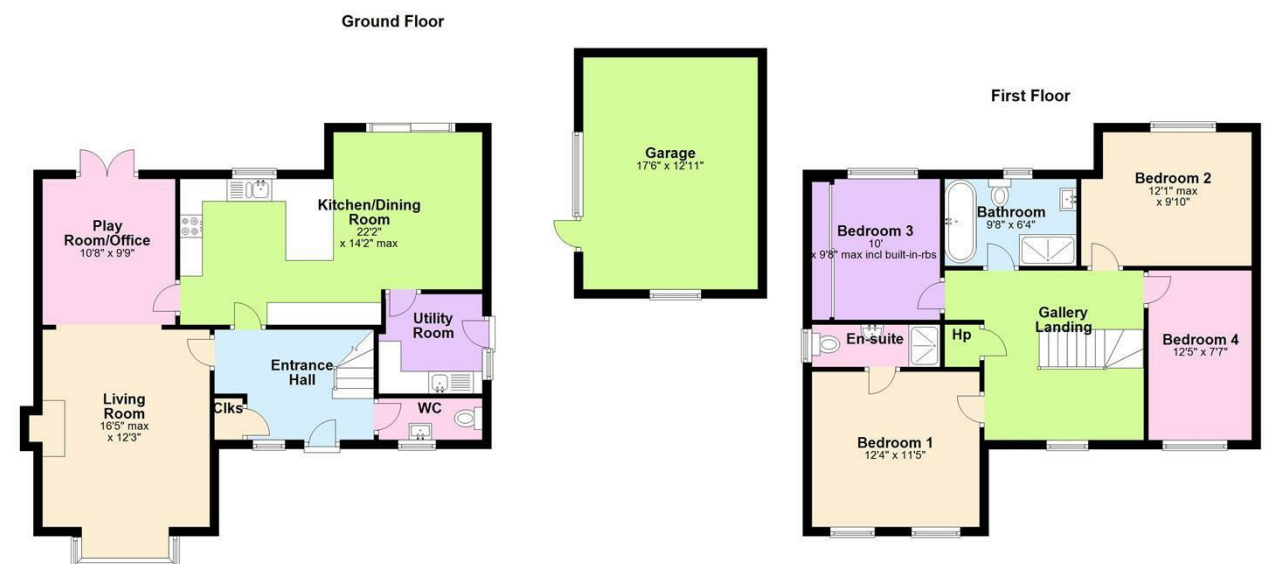 Ground Floor
Play
Room/Office
10'8" x 9'9"
Kitchen/Dining
Room
22'2"
x 14'2" max
Utility
Room
Entrance
Hall
Clks
WC
Living
Room
16'5" max
x 12'3"
Garage
17'6" x 12'11"
First Floor
Bedroom 2
12'1" max
x 9'10"
Bathroom
9'8" x 6'4"
Bedroom 3
10'
x 9'8" max incl built-in-rbs
Gallery
Landing
Hp
En-suite
Bedroom 4
12'5" x 7'7"
Bedroom 1
12'4" x 11'5"